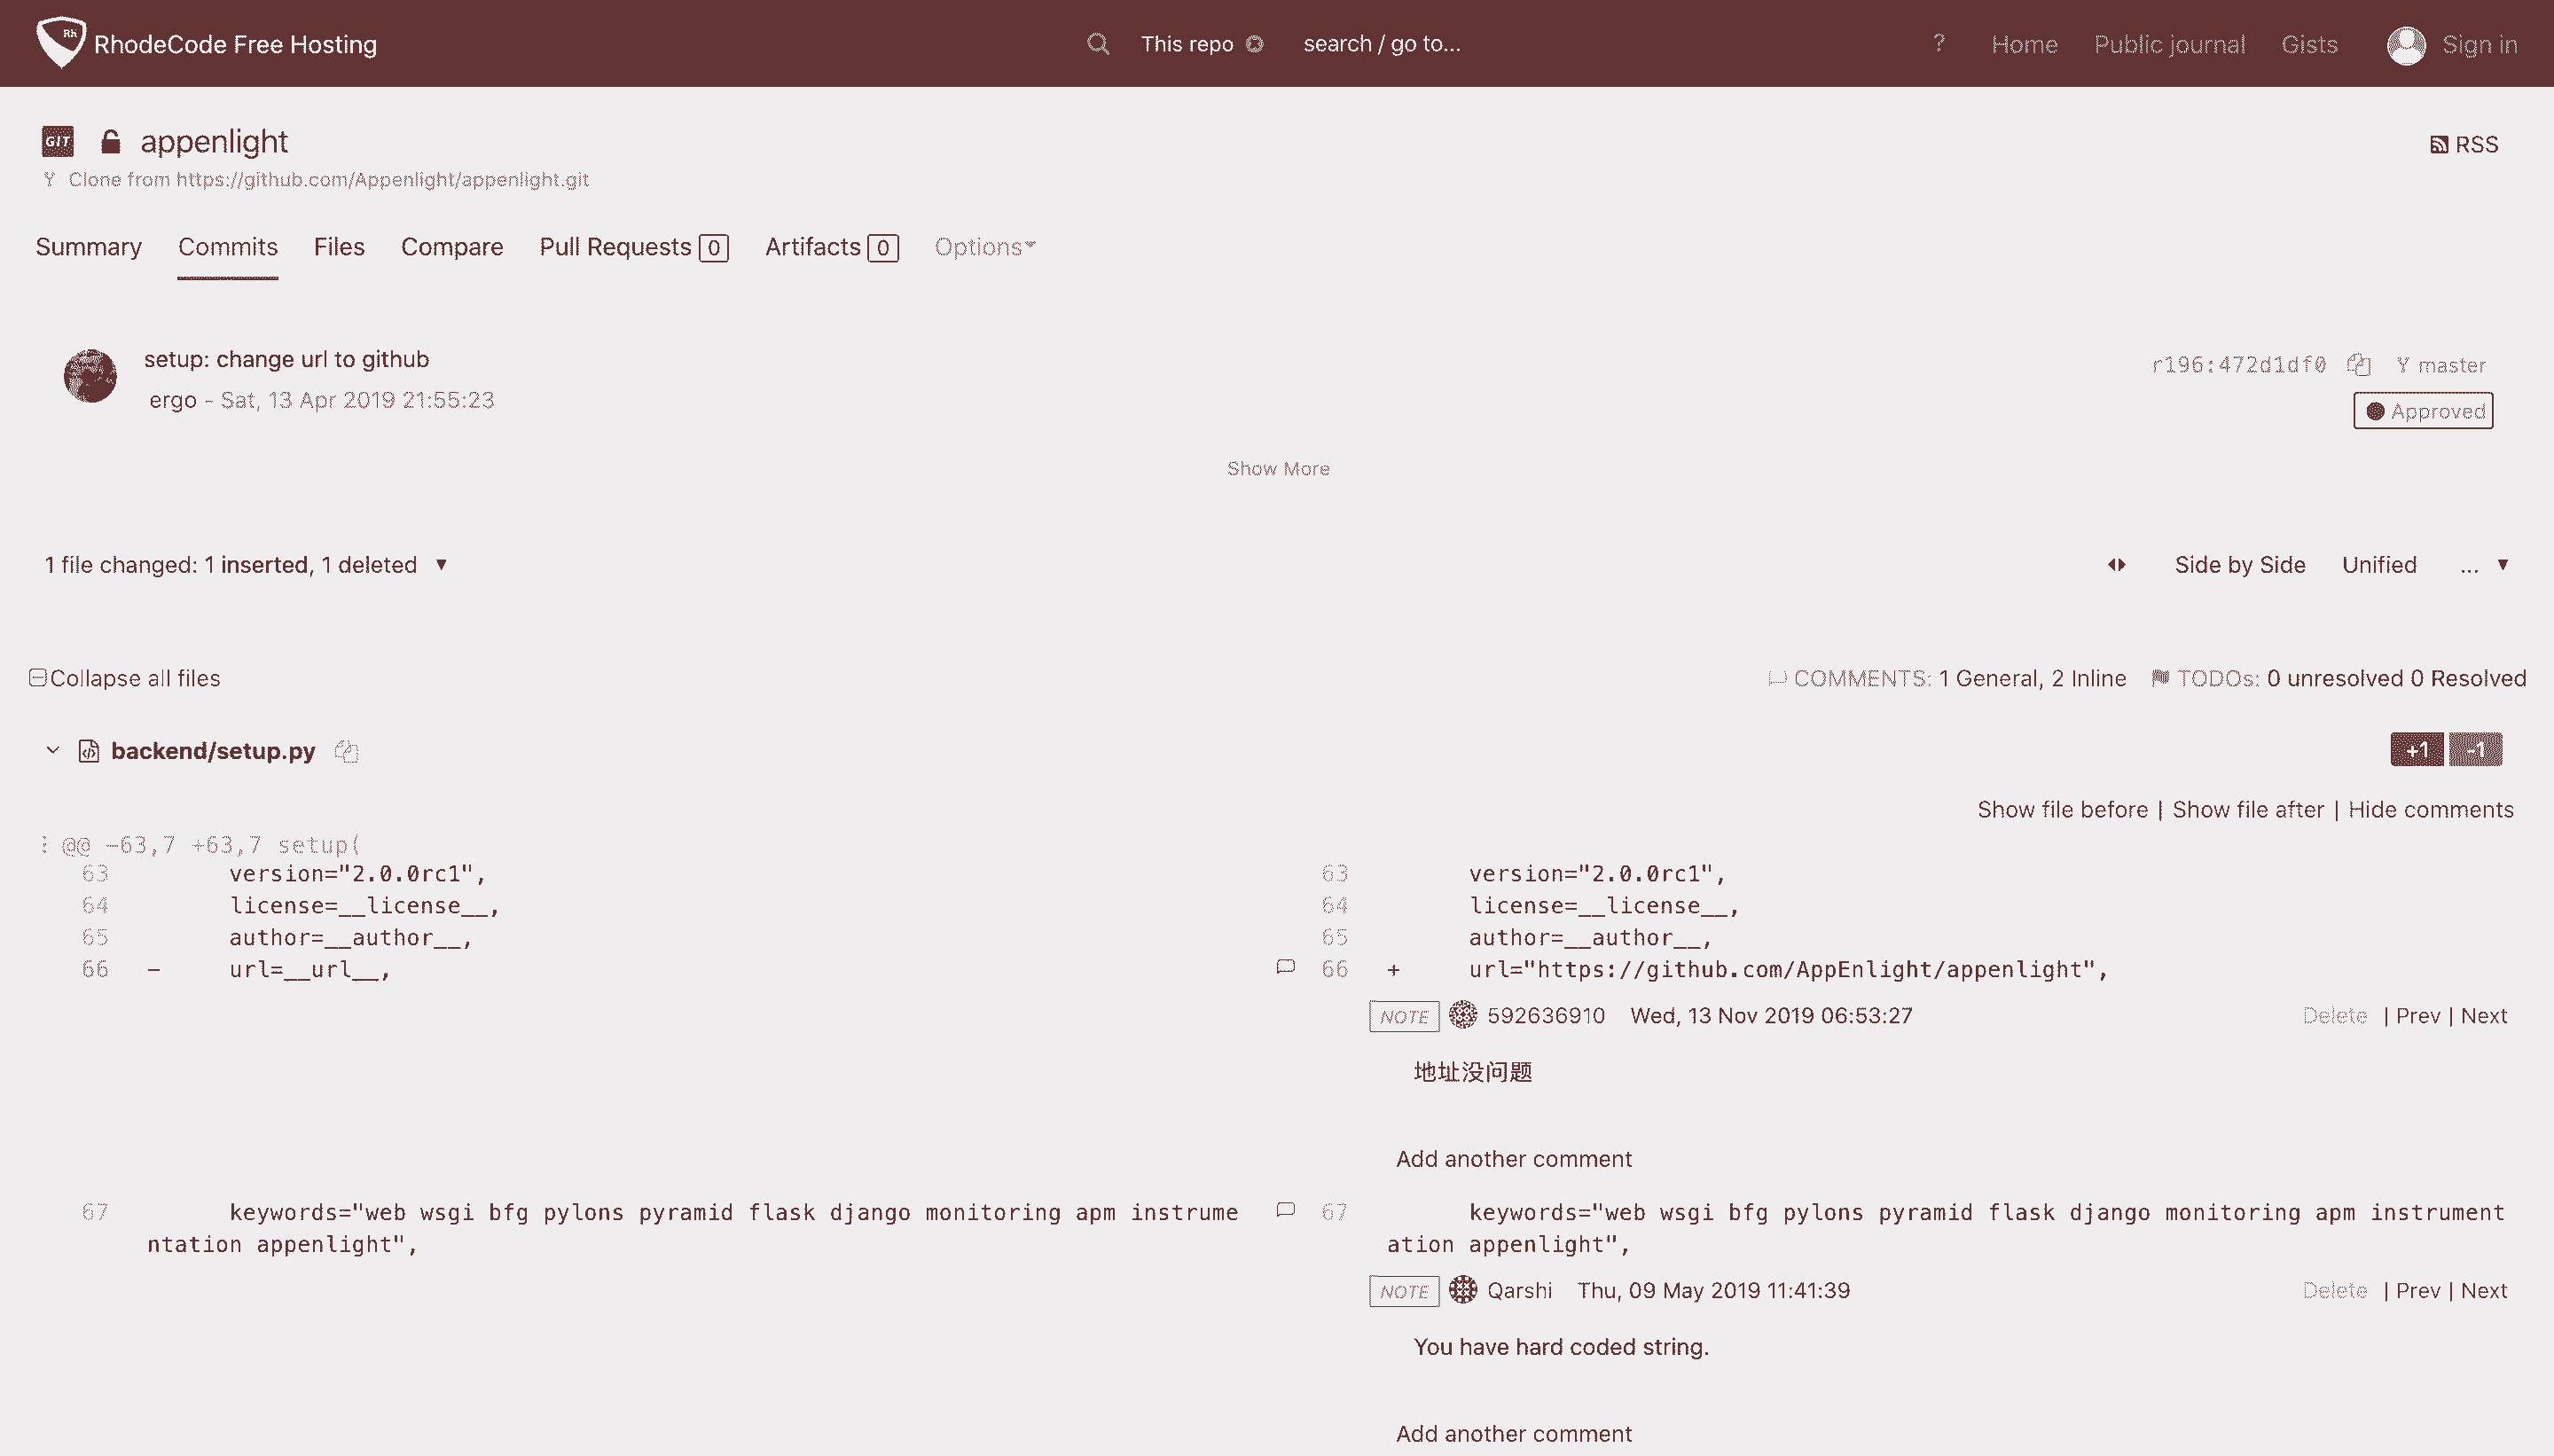 Rh RhodeCode Free Hosting This repo search / go to... ? Home Public journal Gists Sign in
GIT appenlight RSS
Clone from https://github.com/Appenlight/appenlight.git
Summary Commits Files Compare Pull Requests 0 Artifacts 0 Options
setup: change url to github r196:472d1df0 master
ergo - Sat, 13 Apr 2019 21:55:23 Approved
Show More
1 file changed: 1 inserted, 1 deleted Side by Side Unified ...
Collapse all files COMMENTS: 1 General, 2 Inline TODOs: 0 unresolved 0 Resolved
backend/setup.py +1 -1
Show file before | Show file after | Hide comments
@@ -63,7 +63,7 setup(
63 version="2.0.0rc1", 63 version="2.0.0rc1",
64 license=__license__, 64 license=__license__,
65 author=__author__, 65 author=__author__,
66 - url=__url__, 66 + url="https://github.com/AppEnlight/appenlight",
NOTE 592636910 Wed, 13 Nov 2019 06:53:27 Delete | Prev | Next
地址没问题
Add another comment
67 keywords="web wsgi bfg pylons pyramid flask django monitoring apm instrume 67 keywords="web wsgi bfg pylons pyramid flask django monitoring apm instrument
ntation appenlight", ation appenlight",
NOTE Qarshi Thu, 09 May 2019 11:41:39 Delete | Prev | Next
You have hard coded string.
Add another comment